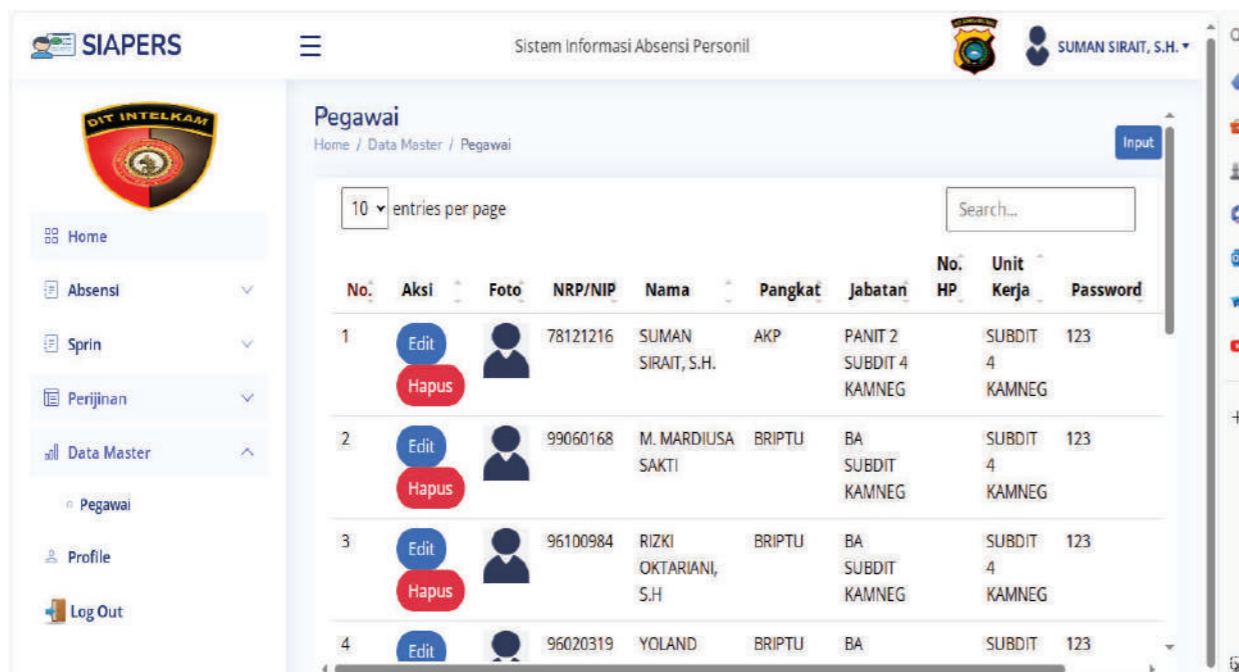 SIAPERS
Sistem Informasi Absensi Personil
SUMAN SIRAIT, S.H.
DIT INTELKAM
Home
Absensi
Sprin
Perijinan
Data Master
Pegawai
Profile
Log Out
Pegawai
Home / Data Master / Pegawai
Input
10 entries per page
Search...
No. Aksi Foto NRP/NIP Nama Pangkat Jabatan No. HP Unit Kerja Password
1 Edit Hapus 78121216 SUMAN SIRAIT, S.H. AKP PANIT 2 SUBDIT 4 KAMNEG SUBDIT 4 KAMNEG 123
2 Edit Hapus 99060168 M. MARDIUSA SAKTI BRIPTU BA SUBDIT KAMNEG SUBDIT 4 KAMNEG 123
3 Edit Hapus 96100984 RIZKI OKTARIANI, S.H BRIPTU BA SUBDIT KAMNEG SUBDIT 4 KAMNEG 123
4 Edit 96020319 YOLAND BRIPTU BA SUBDIT 123